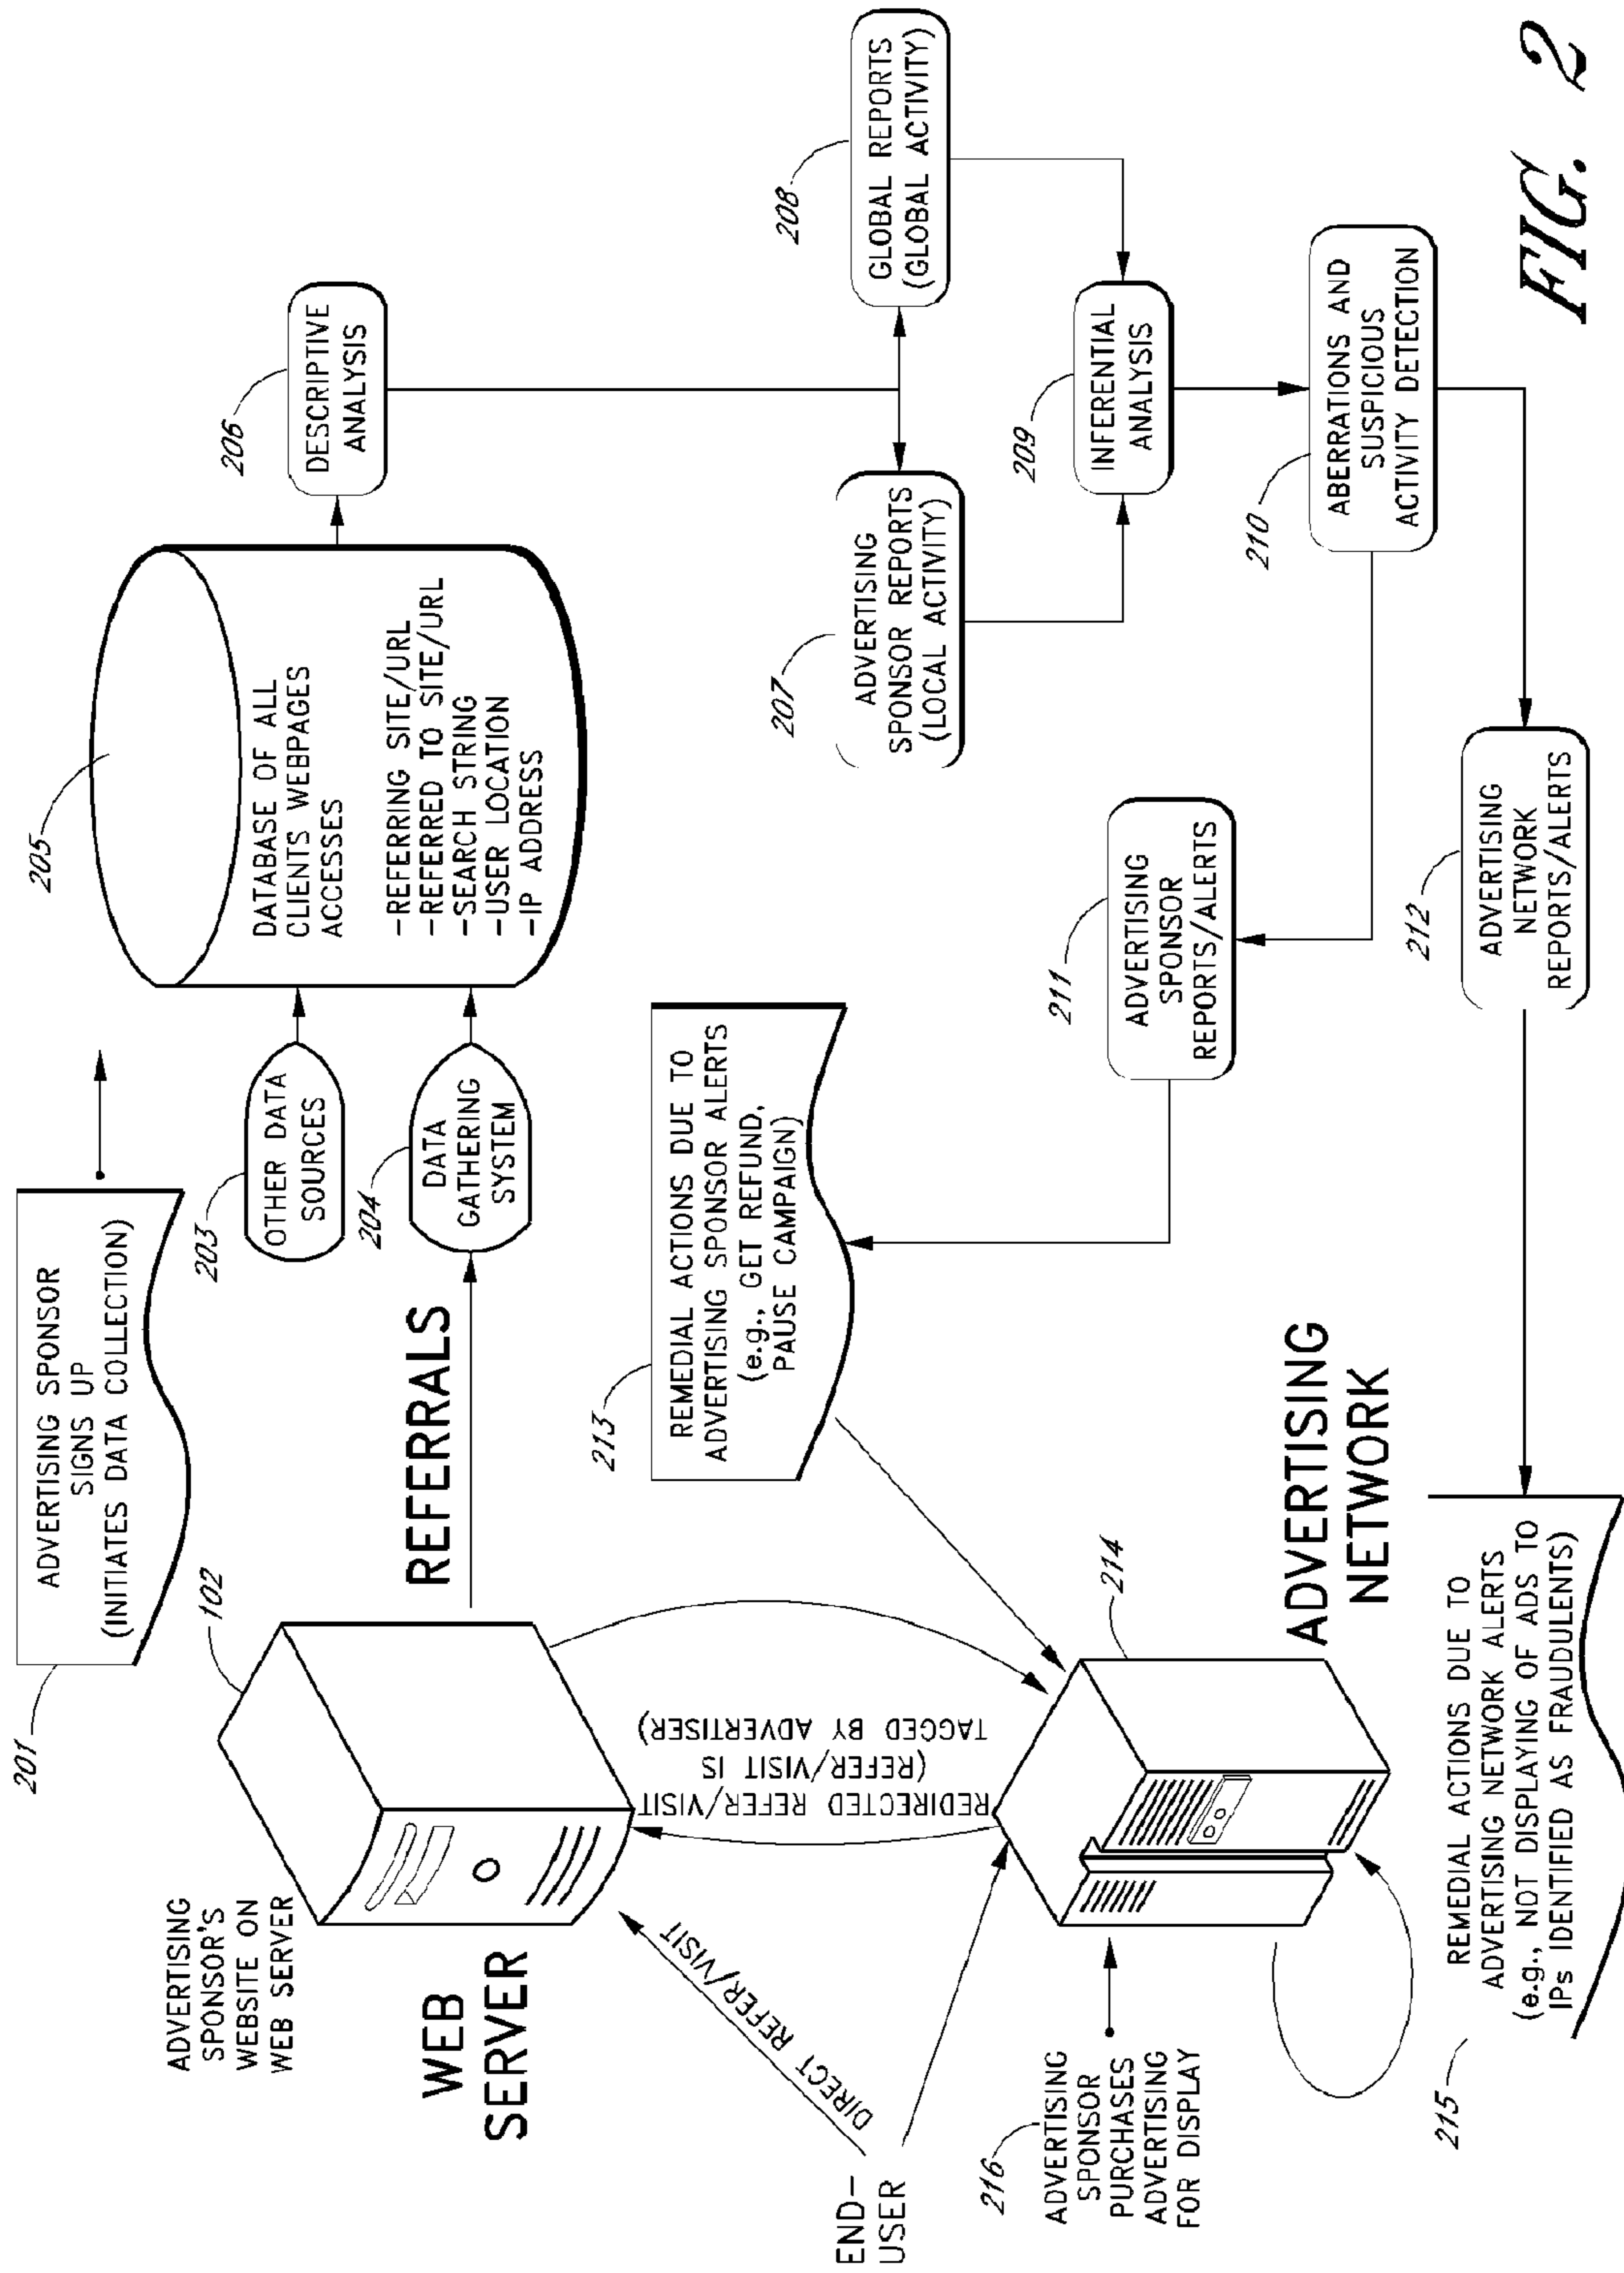 201
ADVERTISING SPONSOR
SIGNS UP
(INITIATES DATA COLLECTION)
205
DATABASE OF ALL
CLIENTS WEBPAGES
ACCESSES
-REFERRING SITE/URL
-REFERRED TO SITE/URL
-SEARCH STRING
-USER LOCATION
-IP ADDRESS
ADVERTISING
SPONSOR'S
WEBSITE ON
WEB SERVER
102
WEB
SERVER
REFERRALS
203
OTHER DATA
SOURCES
204
DATA
GATHERING
SYSTEM
206
DESCRIPTIVE
ANALYSIS
DIRECT REFER/VISIT
REDIRECTED REFER/VISIT
(REFER/VISIT IS
TAGGED BY ADVERTISER)
213
REMEDIAL ACTIONS DUE TO
ADVERTISING SPONSOR ALERTS
(e.g., GET REFUND,
PAUSE CAMPAIGN)
207
ADVERTISING
SPONSOR REPORTS
(LOCAL ACTIVITY)
208
GLOBAL REPORTS
(GLOBAL ACTIVITY)
END-
USER
209
INFERENTIAL
ANALYSIS
216
ADVERTISING
SPONSOR
PURCHASES
ADVERTISING
FOR DISPLAY
214
ADVERTISING
NETWORK
211
ADVERTISING
SPONSOR
REPORTS/ALERTS
210
ABERRATIONS AND
SUSPICIOUS
ACTIVITY DETECTION
215
REMEDIAL ACTIONS DUE TO
ADVERTISING NETWORK ALERTS
(e.g., NOT DISPLAYING OF ADS TO
IPs IDENTIFIED AS FRAUDULENTS)
212
ADVERTISING
NETWORK
REPORTS/ALERTS
FIG. 2